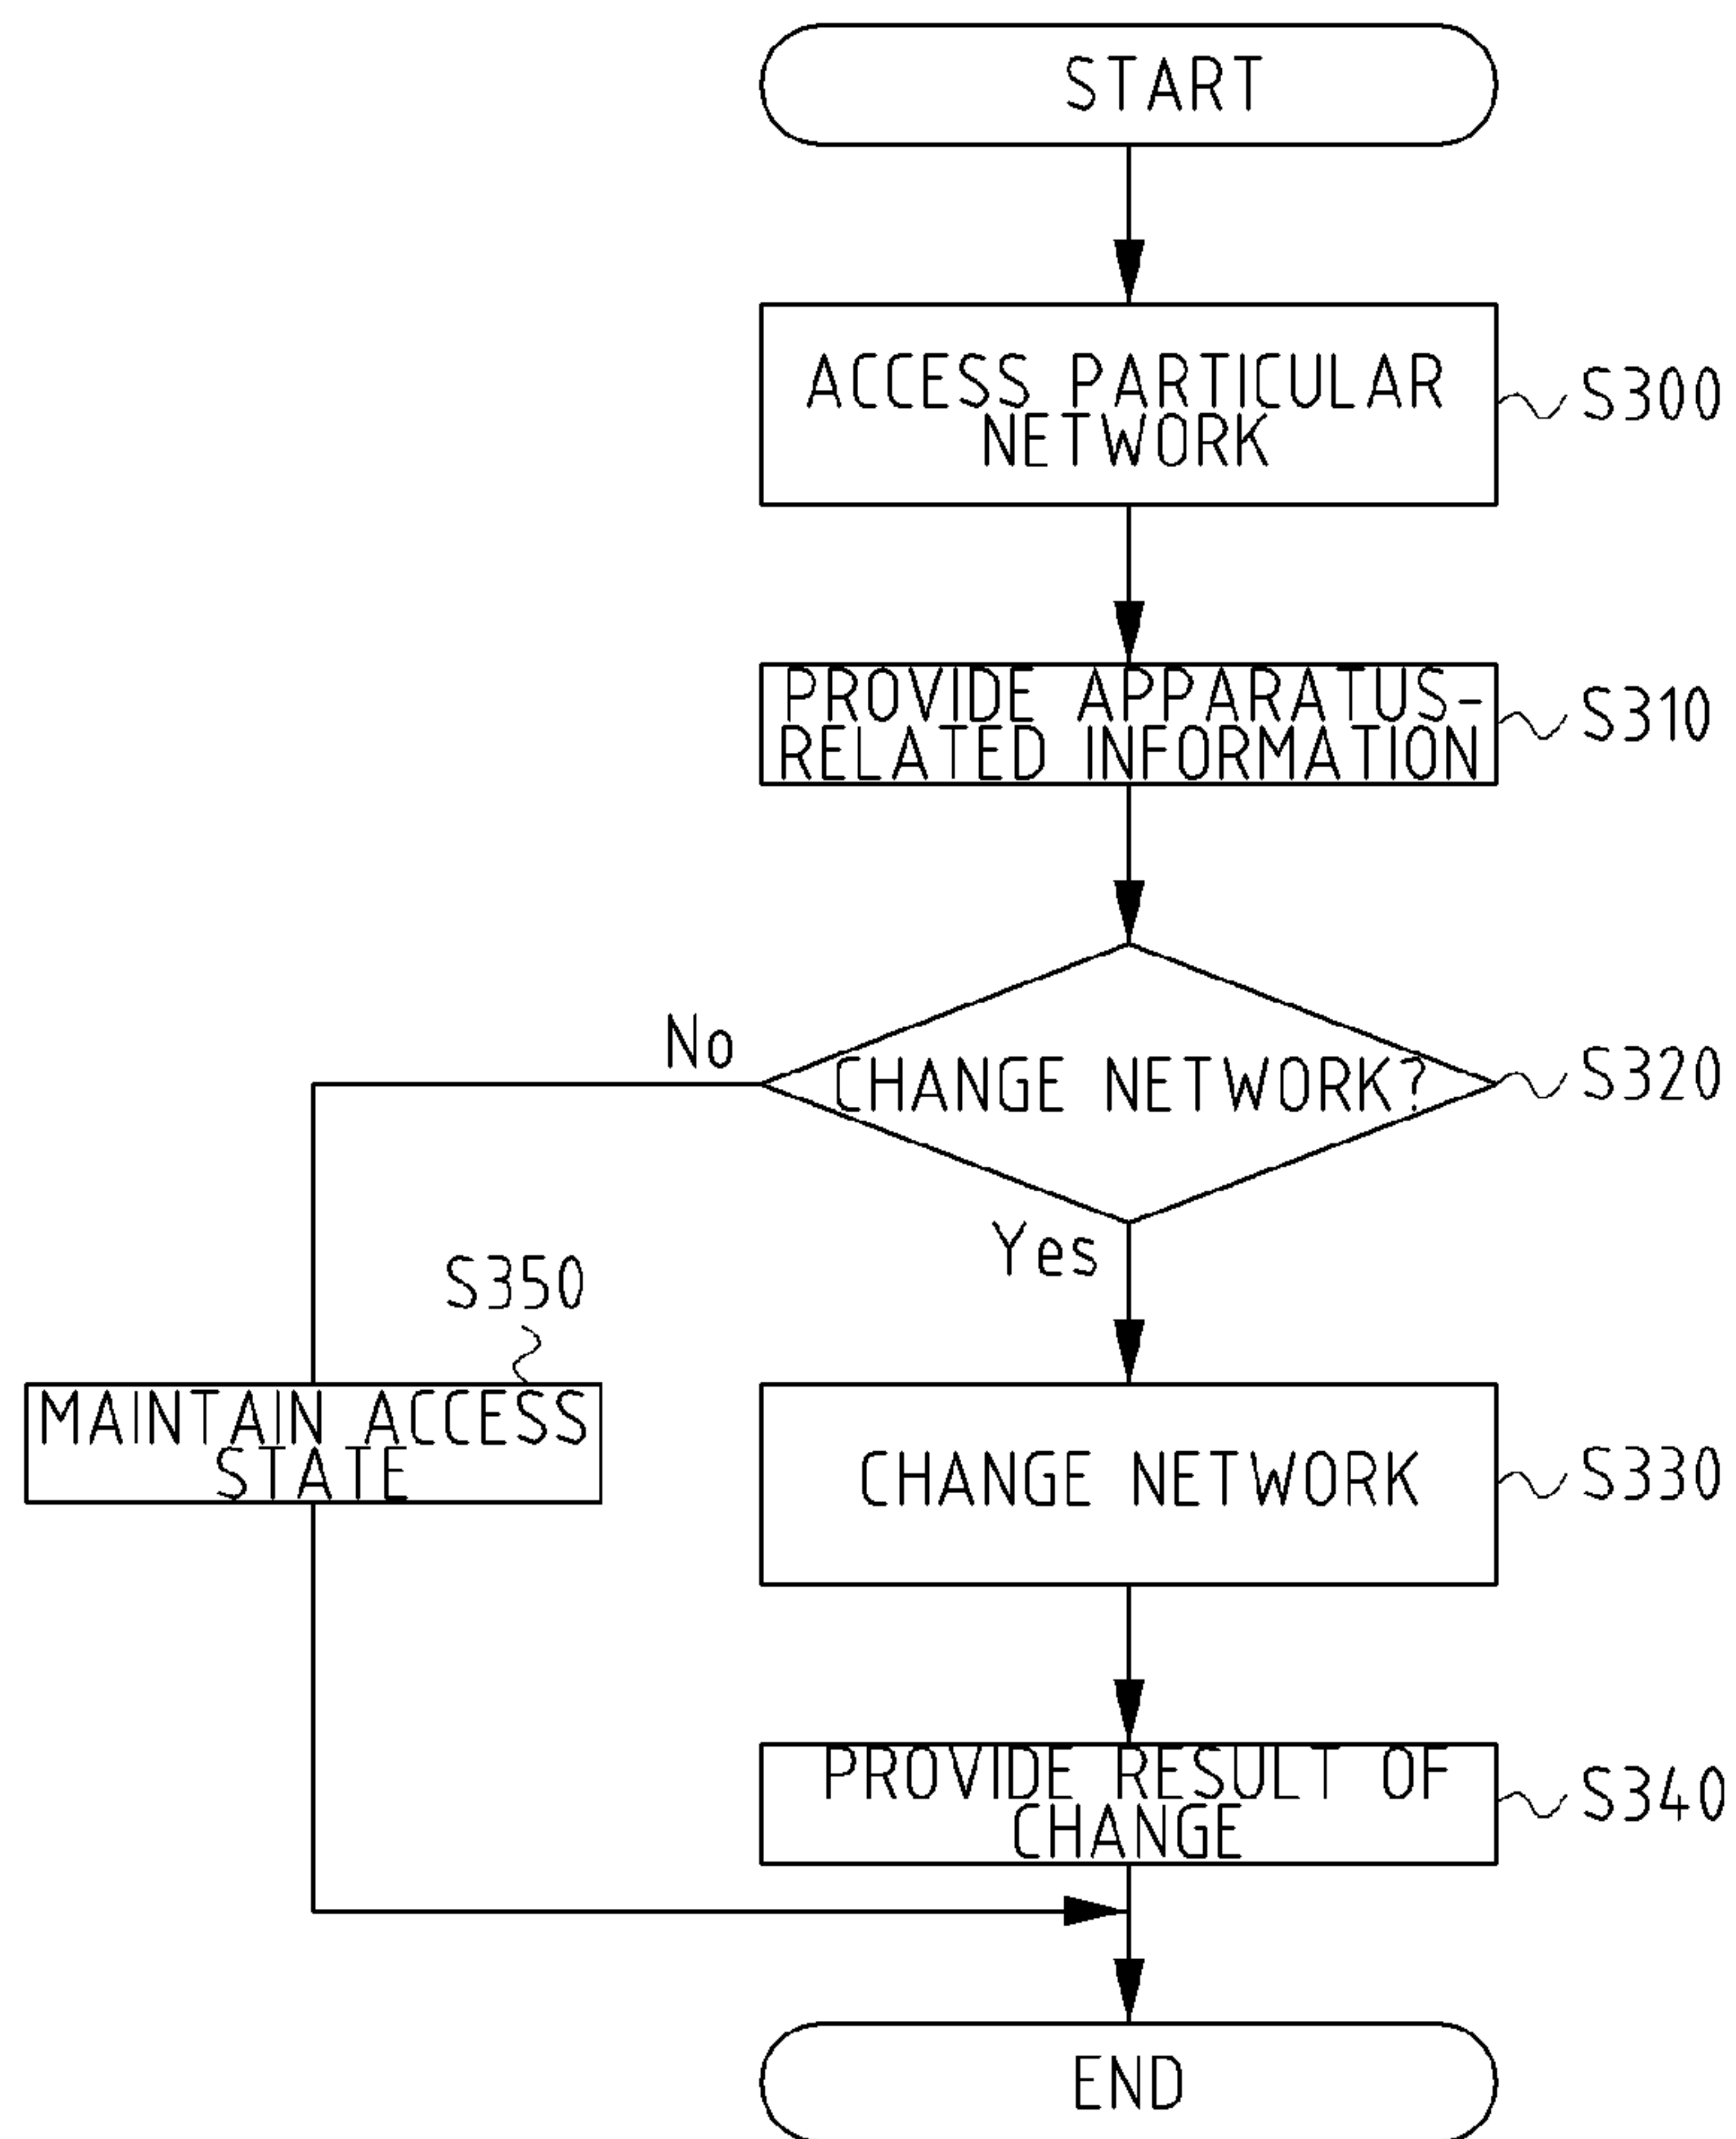 START
ACCESS PARTICULAR
NETWORK
S300
PROVIDE APPARATUS-
RELATED INFORMATION
S310
No
CHANGE NETWORK?
S320
Yes
S350
MAINTAIN ACCESS
STATE
CHANGE NETWORK
S330
PROVIDE RESULT OF
CHANGE
S340
END